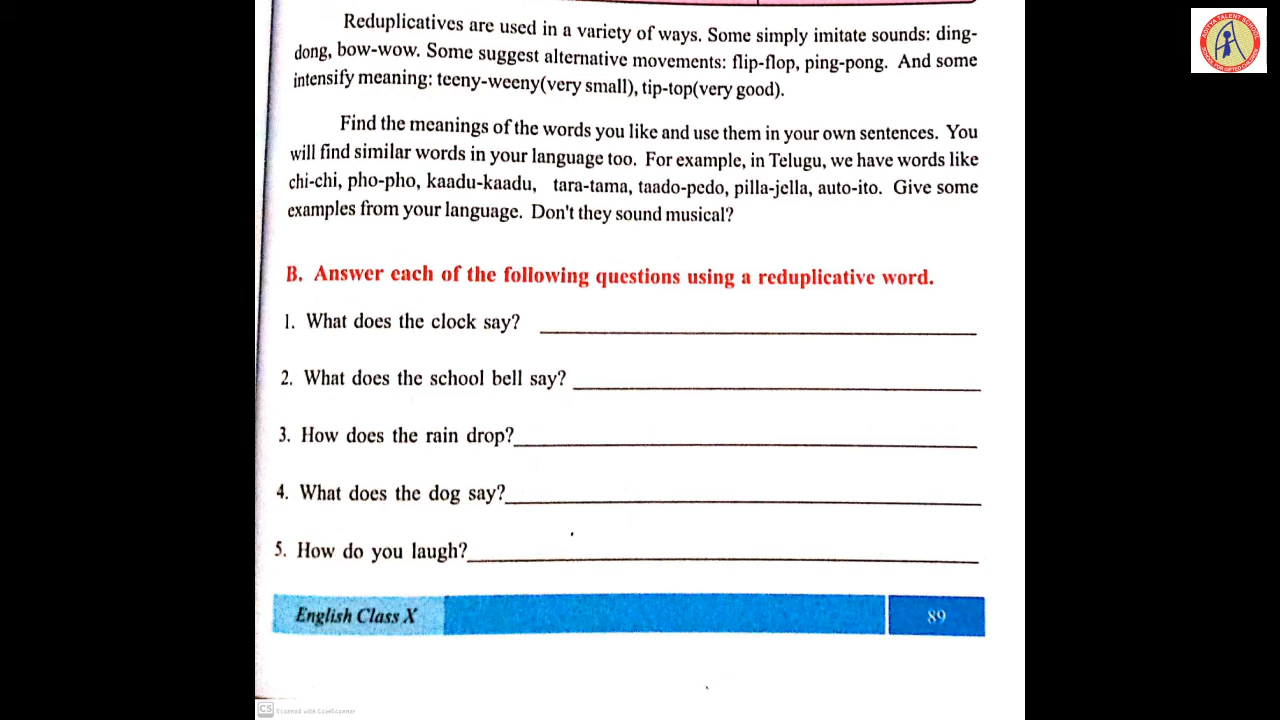 Reduplicatives are used in a variety of ways. Some simply imitate sounds: ding-
dong, bow-wow. Some suggest alternative movements: flip-flop, ping-pong. And some
intensify meaning: teeny-weeny(very small), tip-top(very good).
Find the meanings of the words you like and use them in your own sentences. You
will find similar words in your language too. For example, in Telugu, we have words like
chi-chi, pho-pho, kaadu-kaadu, tara-tama, taado-pedo, pilla-jella, auto-ito. Give some
examples from your language. Don't they sound musical?
B. Answer each of the following questions using a reduplicative word.
1. What does the clock say?
2. What does the school bell say?
3. How does the rain drop?
4. What does the dog say?
5. How do you laugh?
English Class X
89
CS Scanned with CamScanner